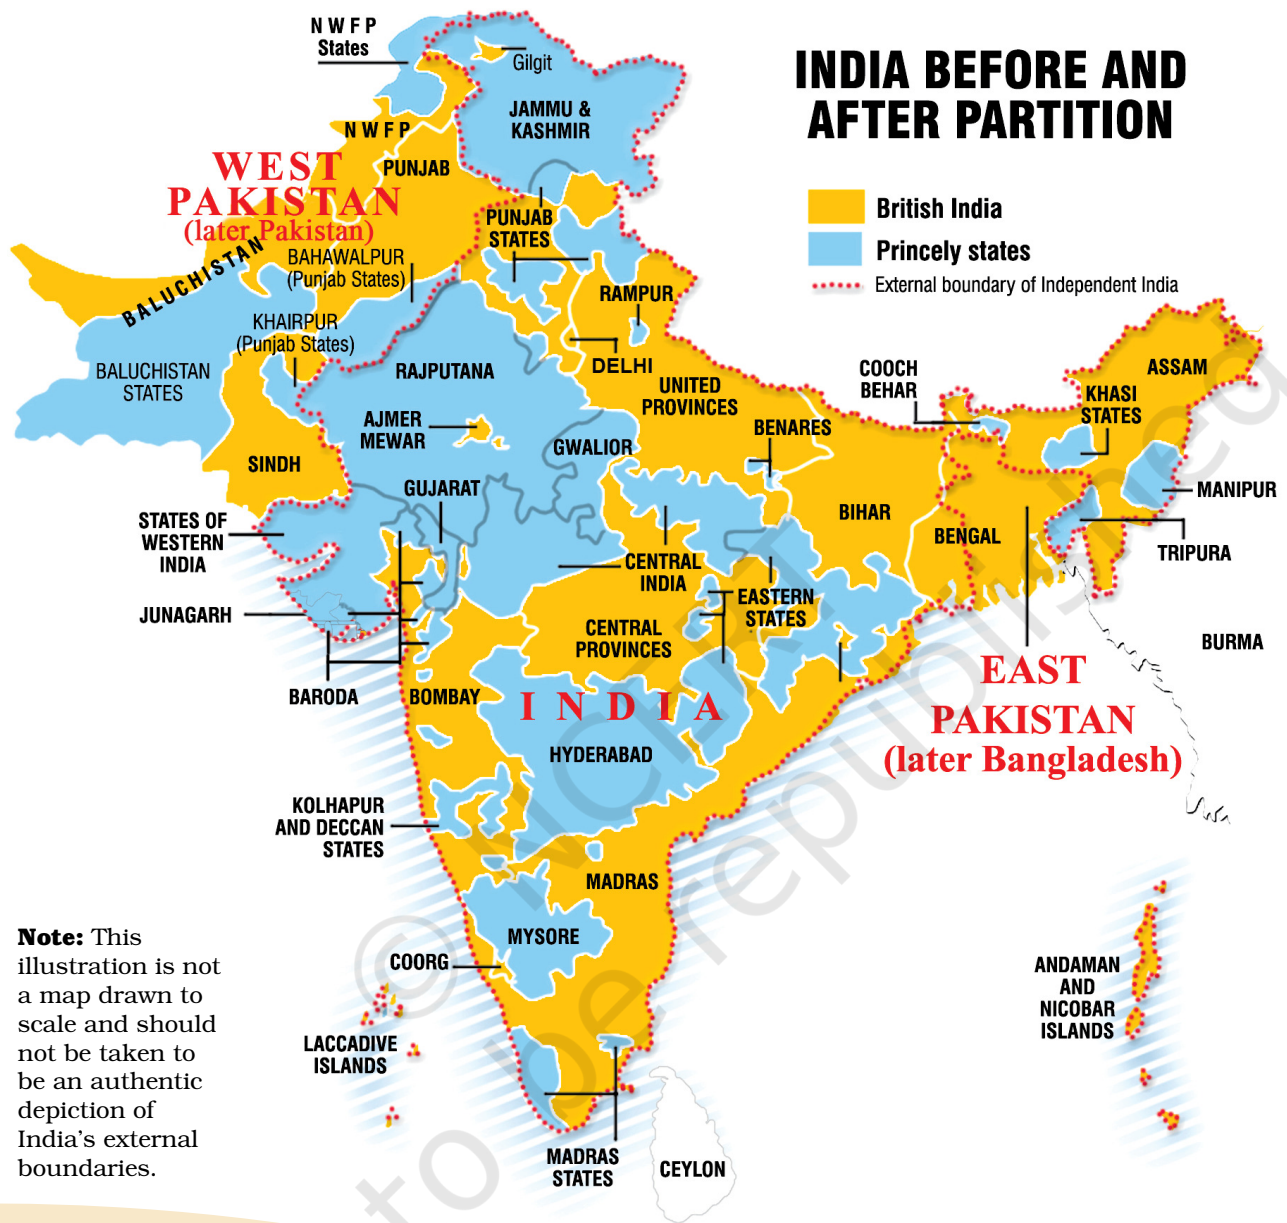 INDIA BEFORE AND
AFTER PARTITION
British India
Princely states
External boundary of Independent India
N W F P
States
Gilgit
JAMMU &
KASHMIR
N W F P
PUNJAB
WEST
PAKISTAN
(later Pakistan)
PUNJAB
STATES
BAHAWALPUR
(Punjab States)
BALUCHISTAN
KHAIRPUR
(Punjab States)
BALUCHISTAN
STATES
RAMPUR
DELHI
RAJPUTANA
UNITED
PROVINCES
COOCH
BEHAR
ASSAM
KHASI
STATES
AJMER
MEWAR
GWALIOR
BENARES
SINDH
GUJARAT
MANIPUR
BIHAR
BENGAL
TRIPURA
STATES OF
WESTERN
INDIA
CENTRAL
INDIA
EASTERN
STATES
JUNAGARH
CENTRAL
PROVINCES
BURMA
BARODA
BOMBAY
INDIA
EAST
PAKISTAN
(later Bangladesh)
HYDERABAD
KOLHAPUR
AND DECCAN
STATES
MADRAS
MYSORE
COORG
LACCADIVE
ISLANDS
ANDAMAN
AND
NICOBAR
ISLANDS
MADRAS
STATES
CEYLON
Note: This
illustration is not
a map drawn to
scale and should
not be taken to
be an authentic
depiction of
India's external
boundaries.
© NCERT
to be republished